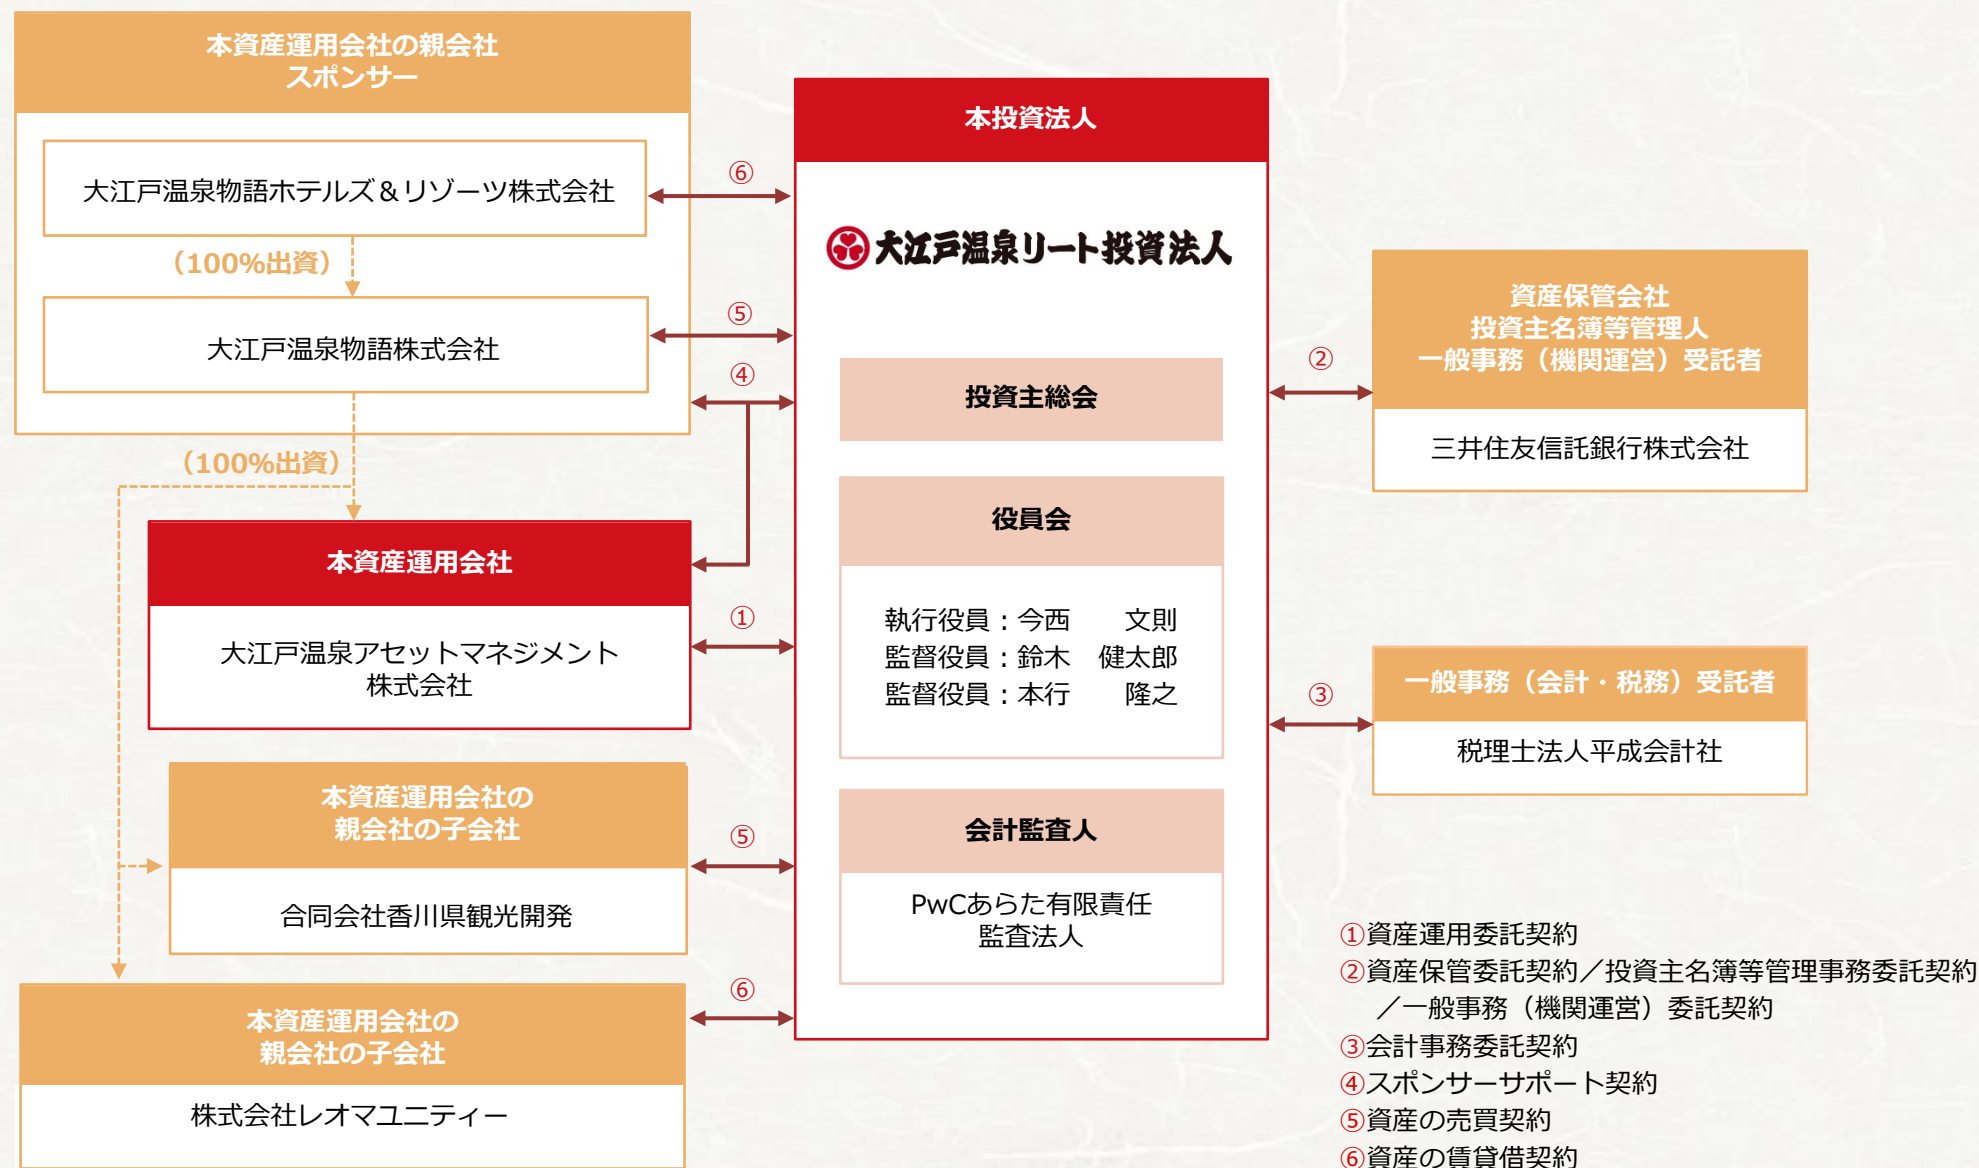 本資産運用会社の親会社
スポンサー
大江戸温泉物語ホテルズ＆リゾーツ株式会社
（100%出資）
大江戸温泉物語株式会社
（100%出資）
本資産運用会社
大江戸温泉アセットマネジメント
株式会社
本資産運用会社の
親会社の子会社
合同会社香川県観光開発
本資産運用会社の
親会社の子会社
株式会社レオマユニティー
⑥
⑤
④
①
⑤
⑥
本投資法人
大江戸温泉リート投資法人
投資主総会
役員会
執行役員：今西　　文則
監督役員：鈴木　健太郎
監督役員：本行　　隆之
会計監査人
PwCあらた有限責任
監査法人
②
③
資産保管会社
投資主名簿等管理人
一般事務（機関運営）受託者
三井住友信託銀行株式会社
一般事務（会計・税務）受託者
税理士法人平成会計社
①資産運用委託契約
②資産保管委託契約／投資主名簿等管理事務委託契約
／一般事務（機関運営）委託契約
③会計事務委託契約
④スポンサーサポート契約
⑤資産の売買契約
⑥資産の賃貸借契約